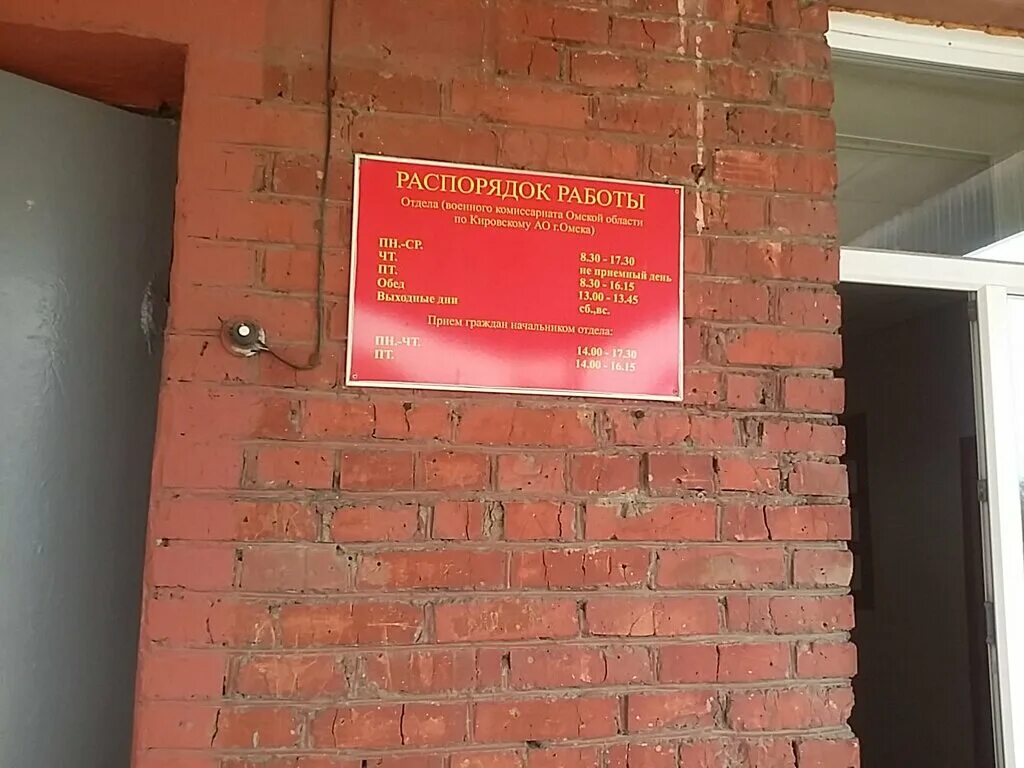 РАСПОРЯДОК РАБОТЫ
Отдела (военного комиссариата Омской области
по Кировскому АО г.Омска)
ПН.-СР. 8.30 - 17.30
ЧТ. не приемный день
ПТ. 8.30 - 16.15
Обед 13.00 - 13.45
Выходные дни сб.,вс.
Прием граждан начальником отдела:
ПН.-ЧТ. 14.00 - 17.30
ПТ. 14.00 - 16.15